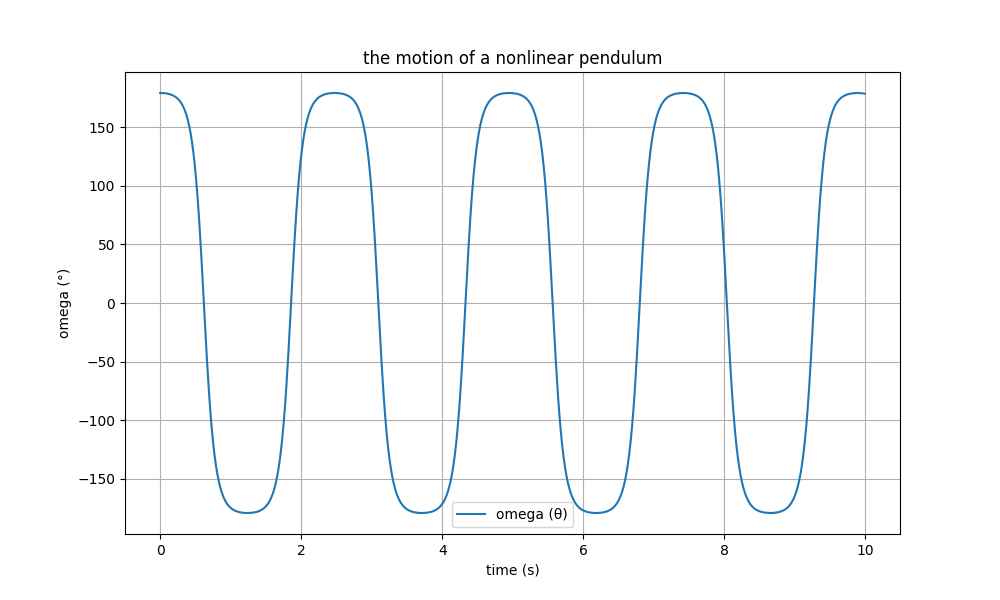 the motion of a nonlinear pendulum
150
100
50
0
−50
−100
−150
omega (°)
omega (θ)
0 2 4 6 8 10
time (s)